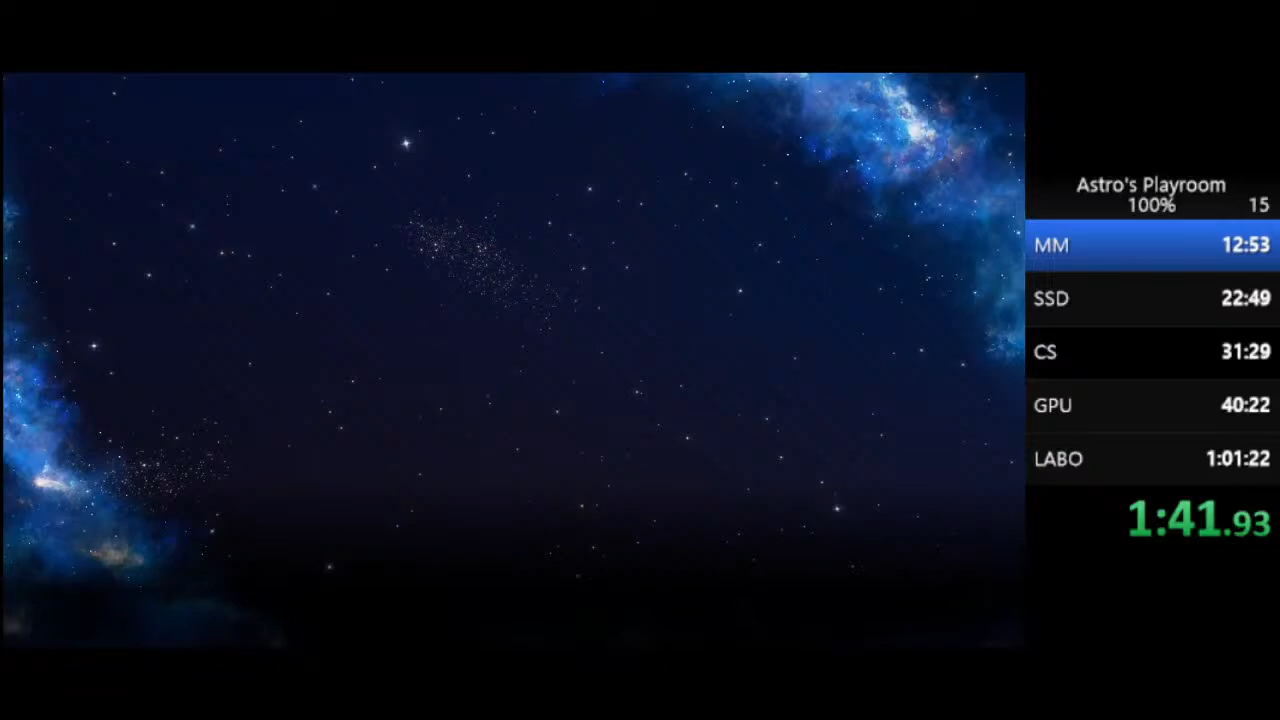 Astro's Playroom
100% 15
MM 12:53
SSD 22:49
CS 31:29
GPU 40:22
LABO 1:01:22
1:41.93